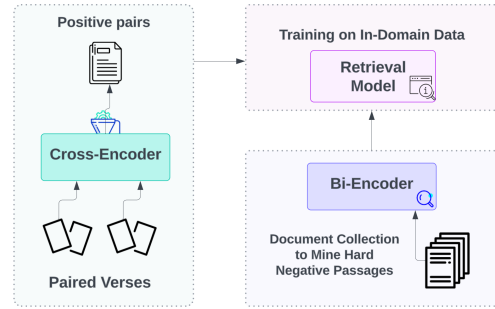 Positive pairs
Cross-Encoder
Paired Verses
Training on In-Domain Data
Retrieval
Model
Bi-Encoder
Document Collection
to Mine Hard
Negative Passages